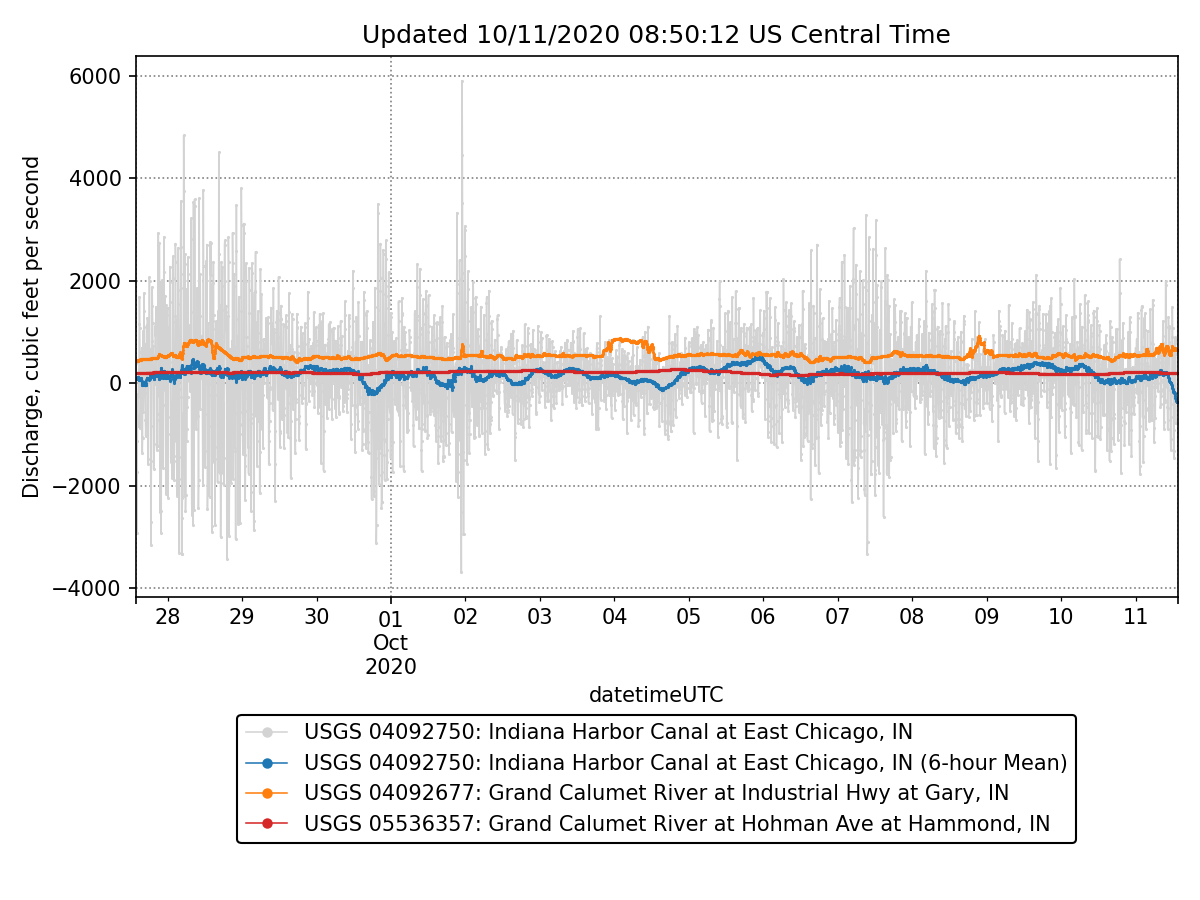 Updated 10/11/2020 08:50:12 US Central Time
Discharge, cubic feet per second
6000
4000
2000
0
−2000
−4000
28 29 30 01 02 03 04 05 06 07 08 09 10 11
Oct
2020
datetimeUTC
USGS 04092750: Indiana Harbor Canal at East Chicago, IN
USGS 04092750: Indiana Harbor Canal at East Chicago, IN (6-hour Mean)
USGS 04092677: Grand Calumet River at Industrial Hwy at Gary, IN
USGS 05536357: Grand Calumet River at Hohman Ave at Hammond, IN